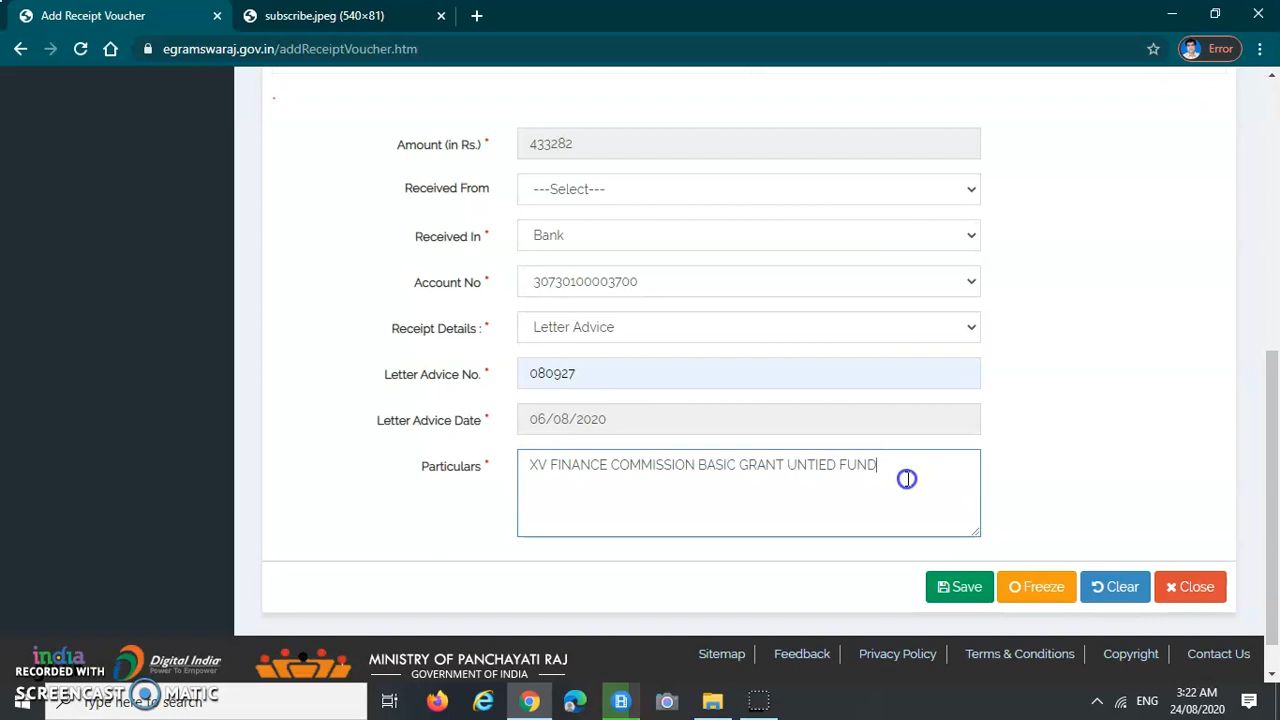 Add Receipt Voucher
subscribe.jpeg (540×81)
egramswaraj.gov.in/addReceiptVoucher.htm
Error
Amount (in Rs.) *
433282
Received From
---Select---
Received In *
Bank
Account No *
30730100003700
Receipt Details : *
Letter Advice
Letter Advice No. *
080927
Letter Advice Date *
06/08/2020
Particulars *
XV FINANCE COMMISSION BASIC GRANT UNTIED FUND
Save
Freeze
Clear
Close
india
Digital India
Power To Empower
MINISTRY OF PANCHAYATI RAJ
GOVERNMENT OF INDIA
Sitemap
Feedback
Privacy Policy
Terms & Conditions
Copyright
Contact Us
RECORDED WITH
SCREENCAST MATIC
Type here to search
ENG
3:22 AM
24/08/2020